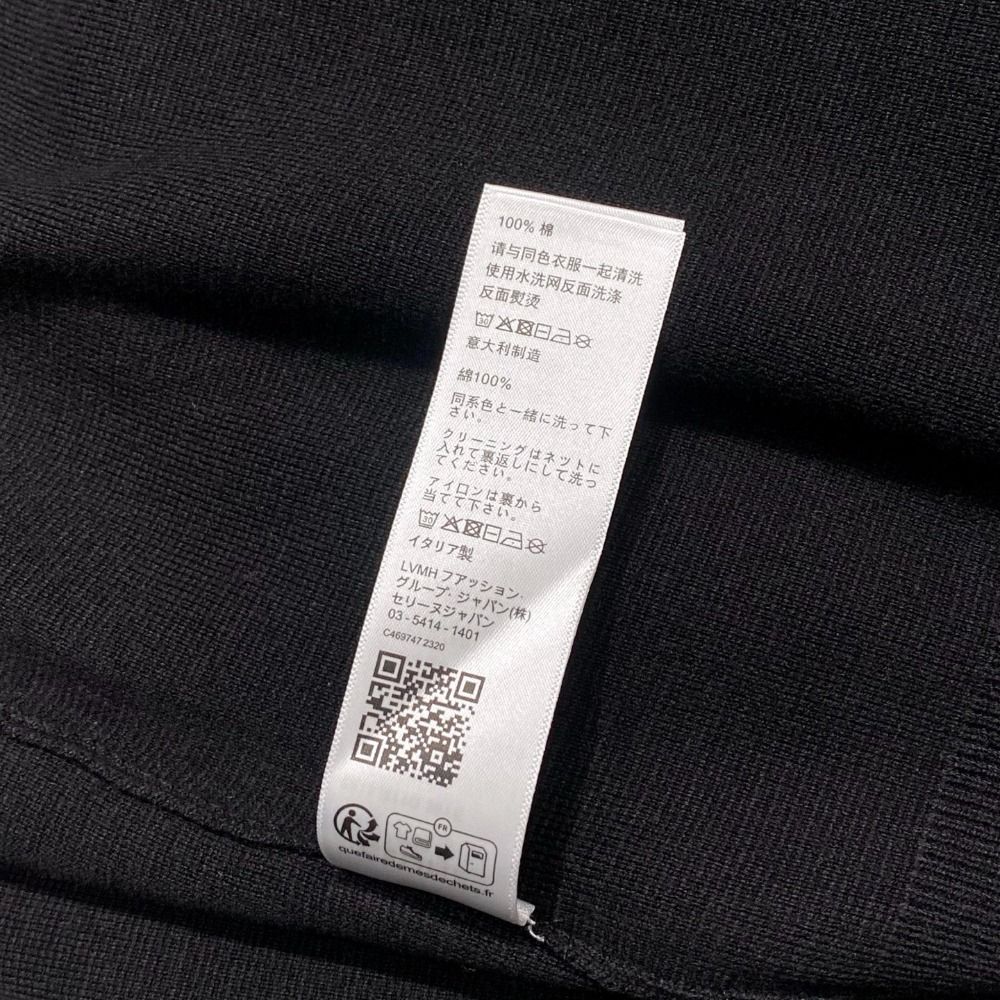 100% 棉
请与同色衣服一起清洗
使用水洗网反面洗涤
反面熨烫
30
意大利制造
綿100%
同系色と一緒に洗って下
さい。
クリーニングはネットに
入れて裏返しにして洗っ
てください。
アイロンは裏から
当てて下さい。
30
イタリア製
LVMH フアッション.
グループ. ジャパン(株)
セリーヌジャパン
03-5414-1401
C4697472320
FR
quefairedemesdechets.fr